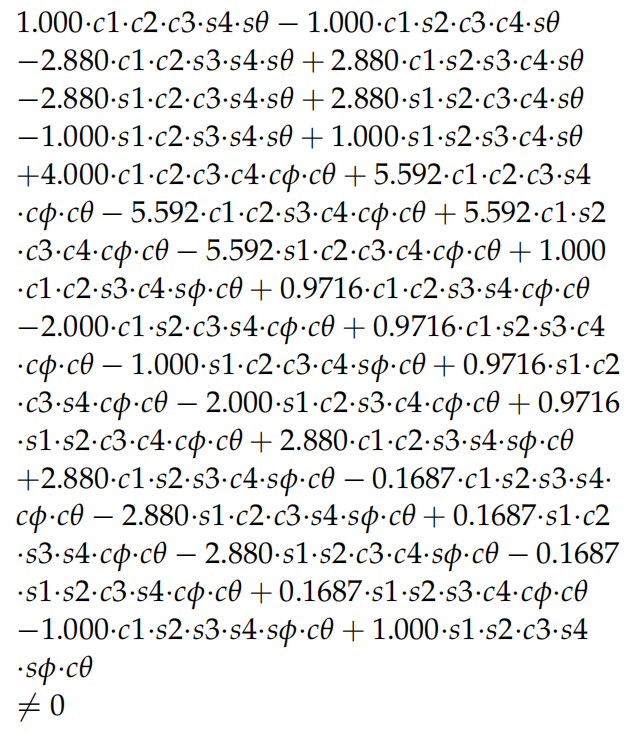 1.000·c1·c2·c3·s4·sθ − 1.000·c1·s2·c3·c4·sθ
−2.880·c1·c2·s3·s4·sθ + 2.880·c1·s2·s3·c4·sθ
−2.880·s1·c2·c3·s4·sθ + 2.880·s1·s2·c3·c4·sθ
−1.000·s1·c2·s3·s4·sθ + 1.000·s1·s2·s3·c4·sθ
+4.000·c1·c2·c3·c4·cϕ·cθ + 5.592·c1·c2·c3·s4
·cϕ·cθ − 5.592·c1·c2·s3·c4·cϕ·cθ + 5.592·c1·s2
·c3·c4·cϕ·cθ − 5.592·s1·c2·c3·c4·cϕ·cθ + 1.000
·c1·c2·s3·c4·sϕ·cθ + 0.9716·c1·c2·s3·s4·cϕ·cθ
−2.000·c1·s2·c3·s4·cϕ·cθ + 0.9716·c1·s2·s3·c4
·cϕ·cθ − 1.000·s1·c2·c3·c4·sϕ·cθ + 0.9716·s1·c2
·c3·s4·cϕ·cθ − 2.000·s1·c2·s3·c4·cϕ·cθ + 0.9716
·s1·s2·c3·c4·cϕ·cθ + 2.880·c1·c2·s3·s4·sϕ·cθ
+2.880·c1·s2·s3·c4·sϕ·cθ − 0.1687·c1·s2·s3·s4·
cϕ·cθ − 2.880·s1·c2·c3·s4·sϕ·cθ + 0.1687·s1·c2
·s3·s4·cϕ·cθ − 2.880·s1·s2·c3·c4·sϕ·cθ − 0.1687
·s1·s2·c3·s4·cϕ·cθ + 0.1687·s1·s2·s3·c4·cϕ·cθ
−1.000·c1·s2·s3·s4·sϕ·cθ + 1.000·s1·s2·c3·s4
·sϕ·cθ
≠ 0